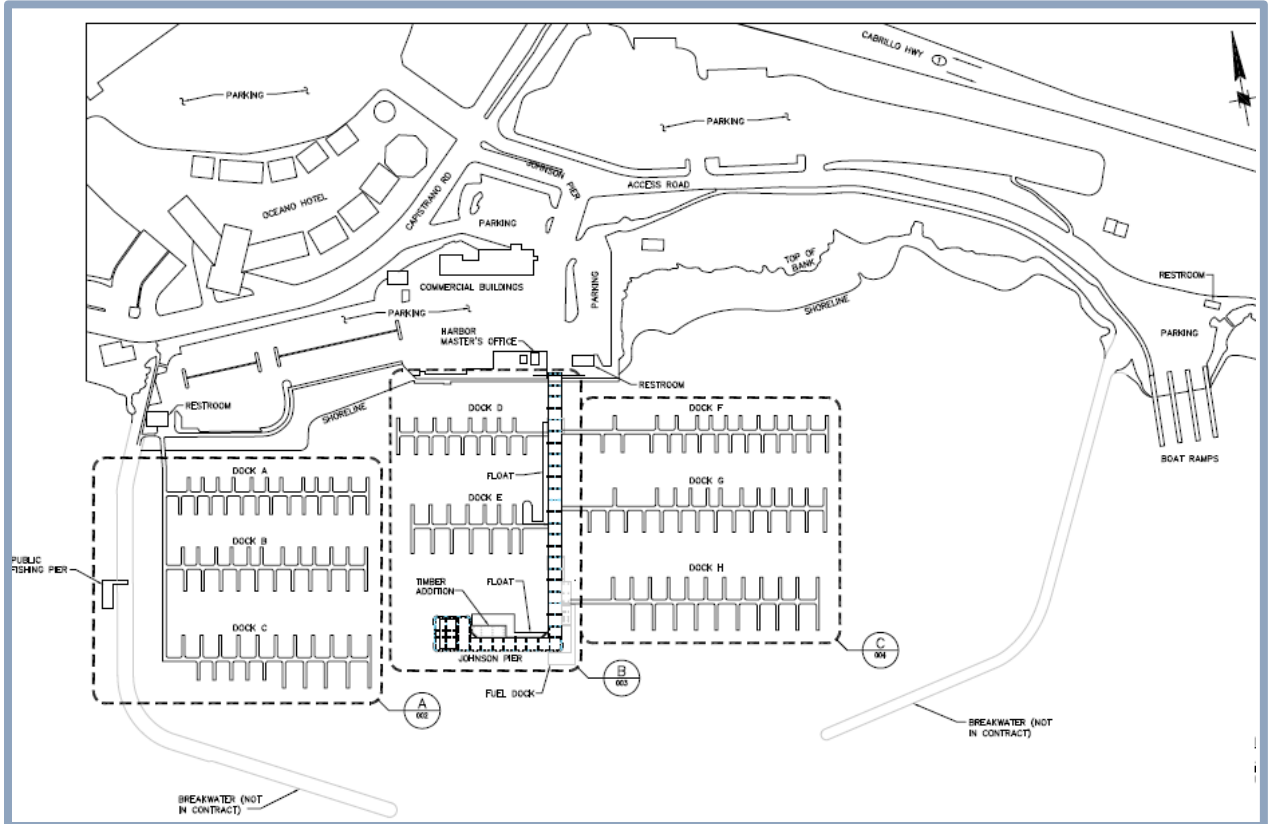 CABRILLO HWY
1
PARKING
PARKING
JOHNSON
PIER
ACCESS ROAD
OCEANO HOTEL
CAPISTRANO RD
PARKING
TOP OF
BANK
RESTROOM
COMMERCIAL BUILDINGS
PARKING
SHORELINE
PARKING
PARKING
HARBOR
MASTER'S OFFICE
RESTROOM
RESTROOM
SHORELINE
DOCK D
DOCK F
BOAT RAMPS
DOCK A
FLOAT
DOCK G
DOCK E
DOCK B
PUBLIC
FISHING PIER
TIMBER
ADDITION
FLOAT
DOCK H
DOCK C
JOHNSON PIER
C
004
B
003
FUEL DOCK
A
002
BREAKWATER (NOT
IN CONTRACT)
BREAKWATER (NOT
IN CONTRACT)